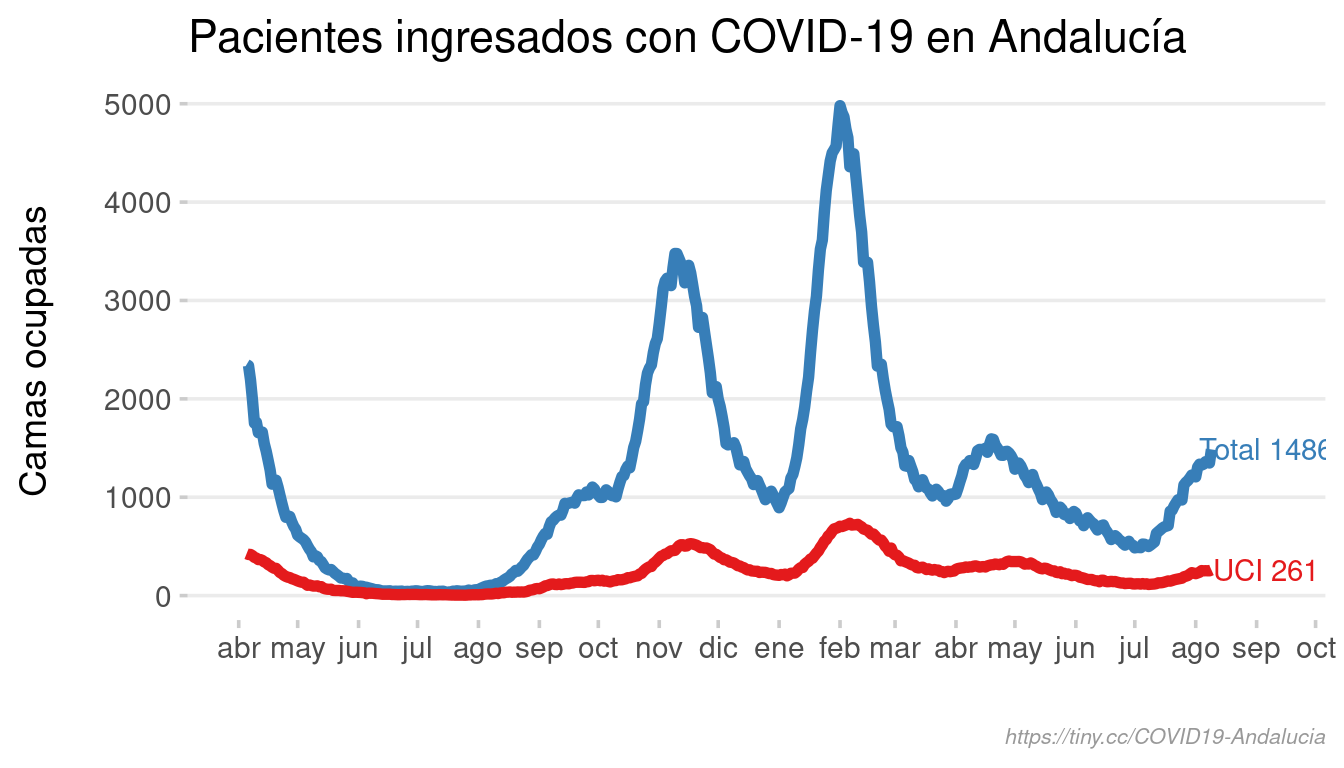 Pacientes ingresados con COVID-19 en Andalucía
Camas ocupadas
5000
4000
3000
2000
1000
0
Total 1486
UCI 261
abr may jun jul ago sep oct nov dic ene feb mar abr may jun jul ago sep oct
https://tiny.cc/COVID19-Andalucia